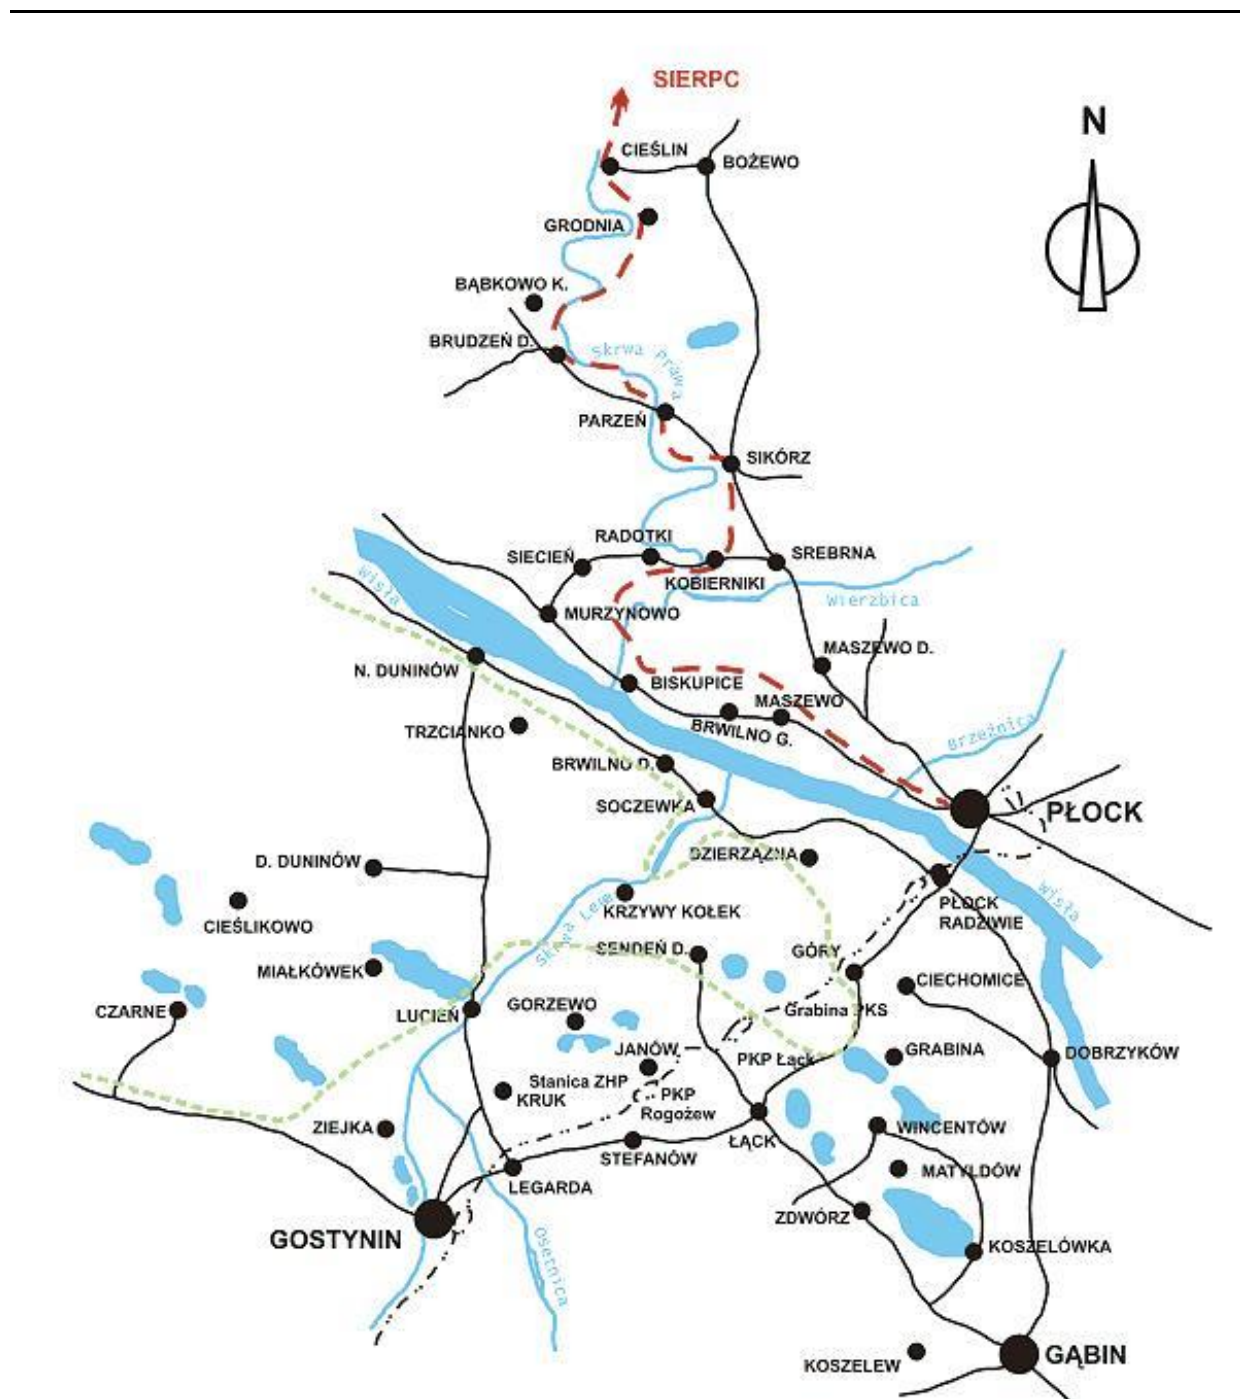 SIERPC
N
CIEŚLIN
BOŻEWO
GRODNIA
BĄBKOWO K.
BRUDZEŃ D.
Skrwa Prawa
PARZEŃ
SIKÓRZ
RADOTKI
SIECIEŃ
SREBRNA
KOBIERNIKI
Wisła
Wierzbica
MURZYNOWO
MASZEWO D.
N. DUNINÓW
BISKUPICE
MASZEWO
BRWILNO G.
TRZCIANKO
Brzeźnica
BRWILNO D.
SOCZEWKA
PŁOCK
D. DUNINÓW
DZIERZĄZNA
KRZYWY KOŁEK
PŁOCK
RADZIWIE
Wisła
CIEŚLIKOWO
Skrwa Lewa
SENDEŃ D.
GÓRY
MIAŁKÓWEK
CIECHOMICE
CZARNE
LUCIEŃ
GORZEWO
Grabina PKS
JANÓW
PKP Łąck
GRABINA
DOBRZYKÓW
Stanica ZHP
KRUK
PKP
Rogożew
ZIEJKA
WINCENTÓW
ŁĄCK
STEFANÓW
MATYLDÓW
LEGARDA
ZDWÓRZ
GOSTYNIN
KOSZELÓWKA
Osetnica
KOSZELEW
GĄBIN